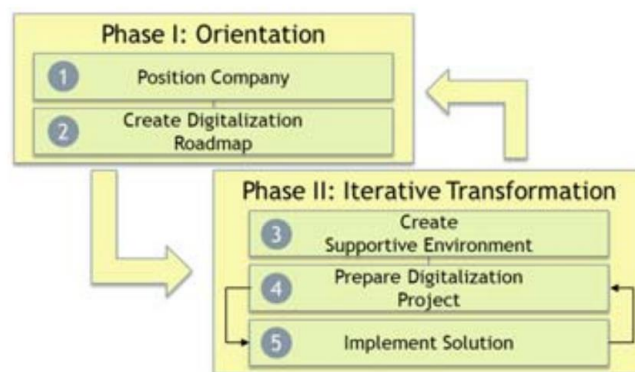 Phase I: Orientation
1 Position Company
2 Create Digitalization
Roadmap
Phase II: Iterative Transformation
3 Create
Supportive Environment
4 Prepare Digitalization
Project
5 Implement Solution